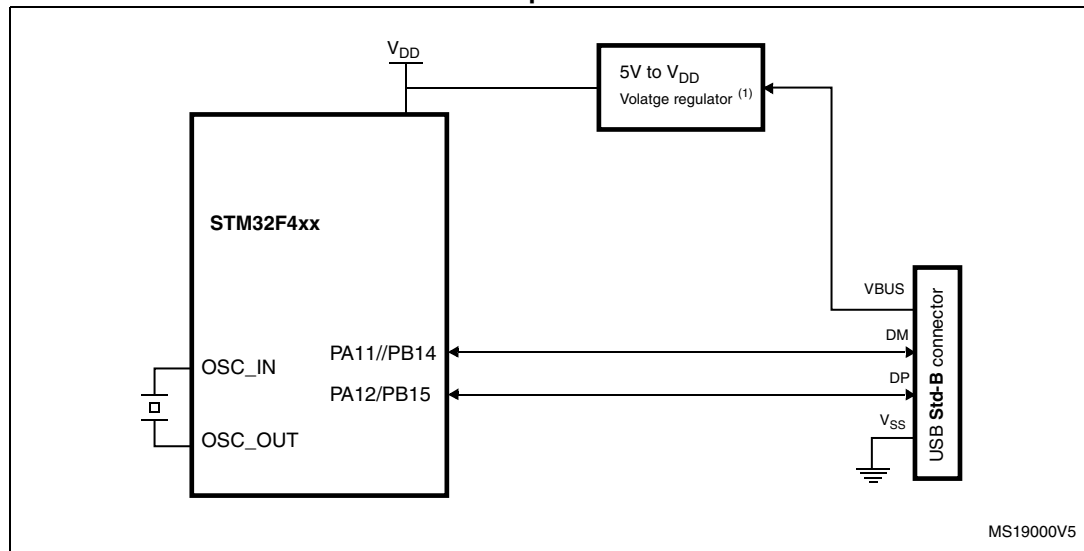 VDD
5V to VDD
Volatge regulator (1)
STM32F4xx
VBUS
DM
PA11//PB14
OSC_IN
DP
PA12/PB15
VSS
OSC_OUT
USB Std-B connector
MS19000V5